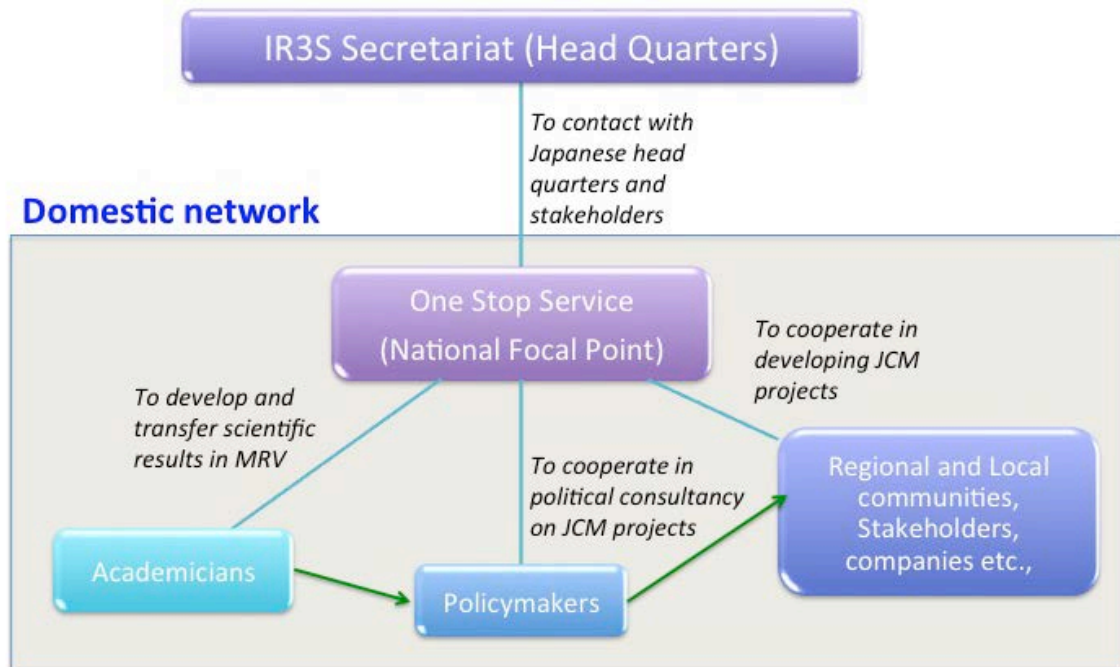 IR3S Secretariat (Head Quarters)
To contact with
Japanese head
quarters and
stakeholders
Domestic network
One Stop Service
(National Focal Point)
To cooperate in
developing JCM
projects
To develop and
transfer scientific
results in MRV
To cooperate in
political consultancy
on JCM projects
Regional and Local
communities,
Stakeholders,
companies etc.,
Academicians
Policymakers